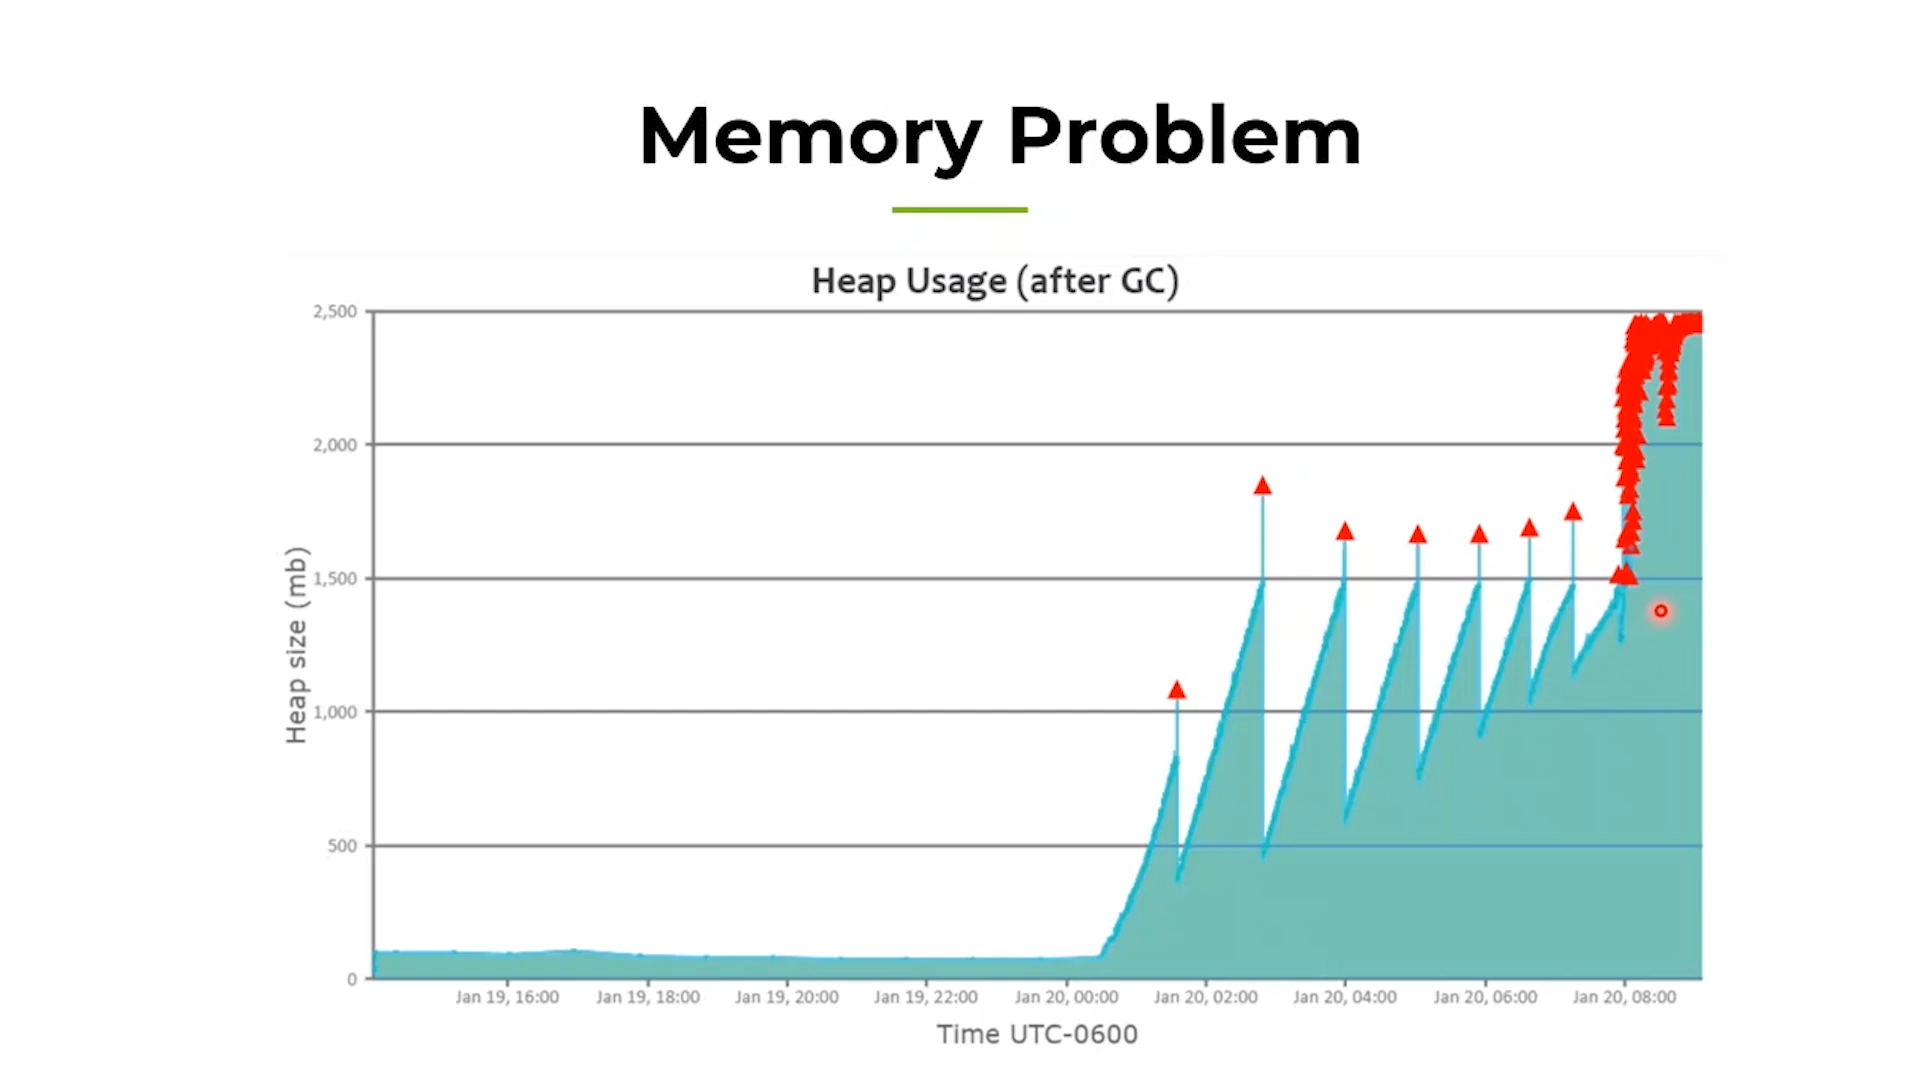 Memory Problem
Heap Usage (after GC)
2,500
2,000
1,500
1,000
500
0
Heap size (mb)
Jan 19, 16:00 Jan 19, 18:00 Jan 19, 20:00 Jan 19, 22:00 Jan 20, 00:00 Jan 20, 02:00 Jan 20, 04:00 Jan 20, 06:00 Jan 20, 08:00
Time UTC-0600